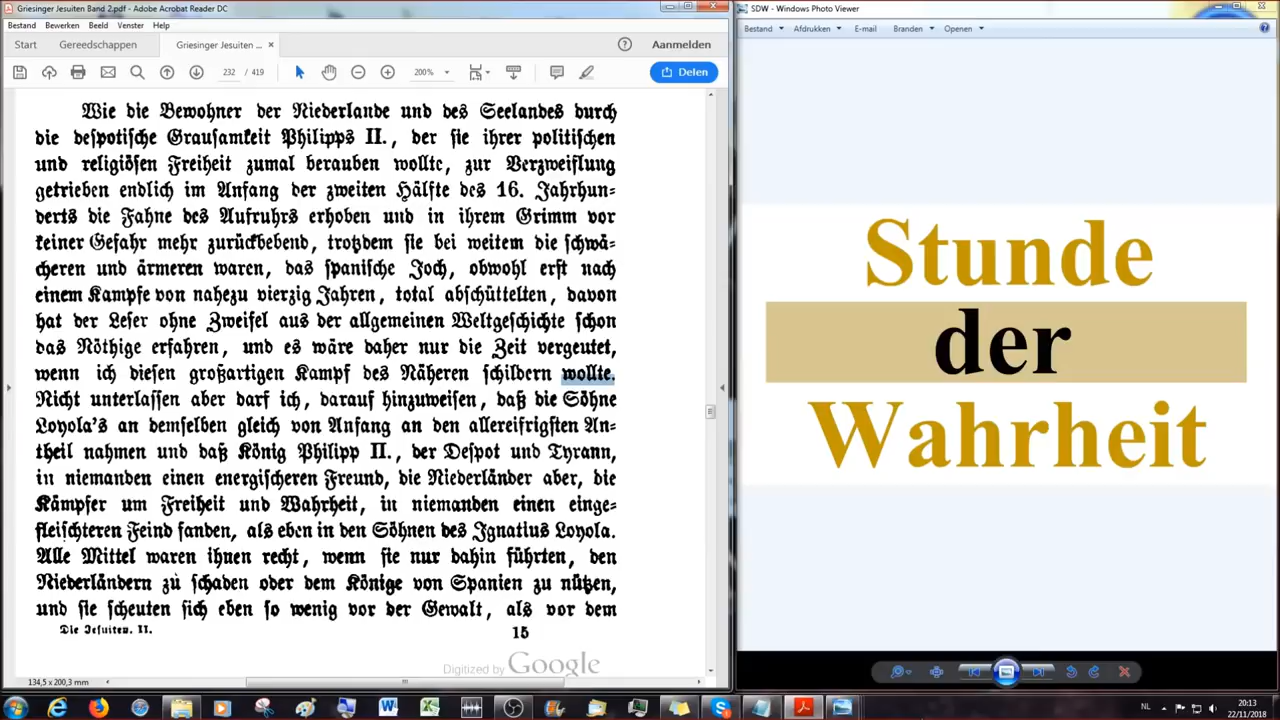 Griesinger Jesuiten Band 2.pdf - Adobe Acrobat Reader DC
Bestand Bewerken Beeld Venster Help
Start Gereedschappen Griesinger Jesuiten ... × Aanmelden
232 / 419 200% Delen
Wie die Bewohner der Niederlande und des Seelandes durch
die despotische Grausamkeit Philipps II., der sie ihrer politischen
und religiösen Freiheit zumal berauben wollte, zur Verzweiflung
getrieben endlich im Anfang der zweiten Hälfte des 16. Jahrhun-
derts die Fahne des Aufruhrs erhoben und in ihrem Grimm vor
keiner Gefahr mehr zurückbebend, trotzdem sie bei weitem die schwä-
cheren und ärmeren waren, das spanische Joch, obwohl erst nach
einem Kampfe von nahezu vierzig Jahren, total abschüttelten, davon
hat der Leser ohne Zweifel aus der allgemeinen Weltgeschichte schon
das Nöthige erfahren, und es wäre daher nur die Zeit vergeutet,
wenn ich diesen großartigen Kampf des Näheren schildern wollte.
Nicht unterlassen aber darf ich, darauf hinzuweisen, daß die Söhne
Loyola's an demselben gleich von Anfang an den allereifrigsten An-
theil nahmen und daß König Philipp II., der Despot und Tyrann,
in niemanden einen energischeren Freund, die Niederländer aber, die
Kämpfer um Freiheit und Wahrheit, in niemanden einen einge-
fleischteren Feind fanden, als eben in den Söhnen des Ignatius Loyola.
Alle Mittel waren ihnen recht, wenn sie nur dahin führten, den
Niederländern zu schaden oder dem Könige von Spanien zu nützen,
und sie scheuten sich eben so wenig vor der Gewalt, als vor dem
Die Jesuiten. II. 15
Digitized by Google
134,5 x 200,3 mm
SDW - Windows Photo Viewer
Bestand Afdrukken E-mail Branden Openen
Stunde
der
Wahrheit
NL 20:13
22/11/2018